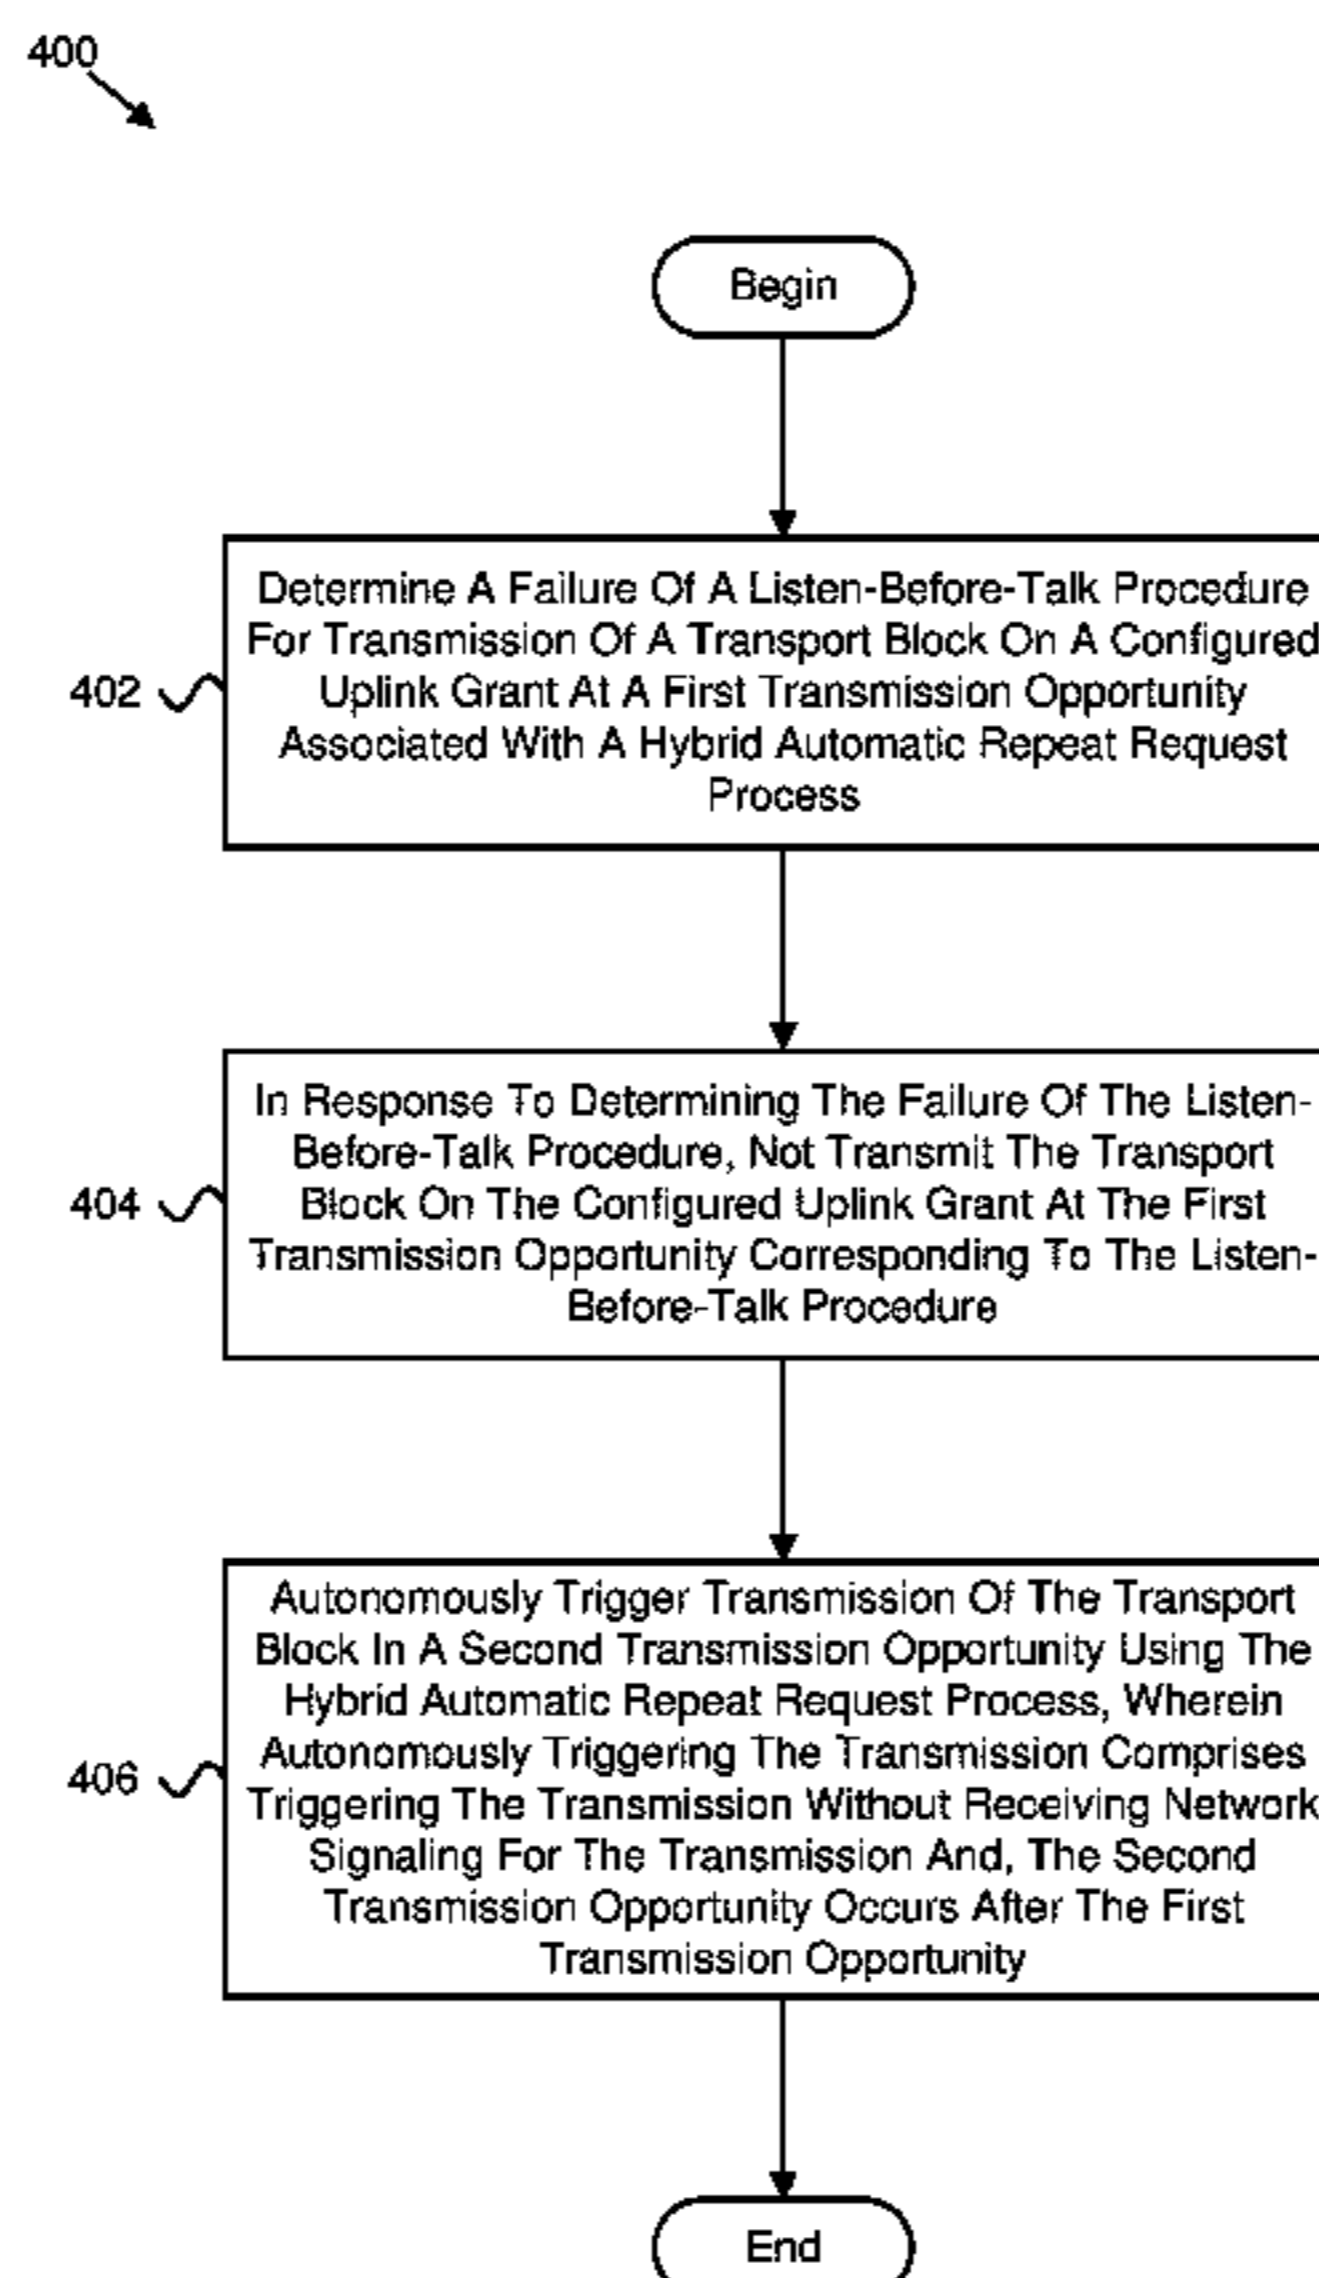 400
Begin
402
Determine A Failure Of A Listen-Before-Talk Procedure
For Transmission Of A Transport Block On A Configured
Uplink Grant At A First Transmission Opportunity
Associated With A Hybrid Automatic Repeat Request
Process
404
In Response To Determining The Failure Of The Listen-
Before-Talk Procedure, Not Transmit The Transport
Block On The Configured Uplink Grant At The First
Transmission Opportunity Corresponding To The Listen-
Before-Talk Procedure
406
Autonomously Trigger Transmission Of The Transport
Block In A Second Transmission Opportunity Using The
Hybrid Automatic Repeat Request Process, Wherein
Autonomously Triggering The Transmission Comprises
Triggering The Transmission Without Receiving Network
Signaling For The Transmission And, The Second
Transmission Opportunity Occurs After The First
Transmission Opportunity
End